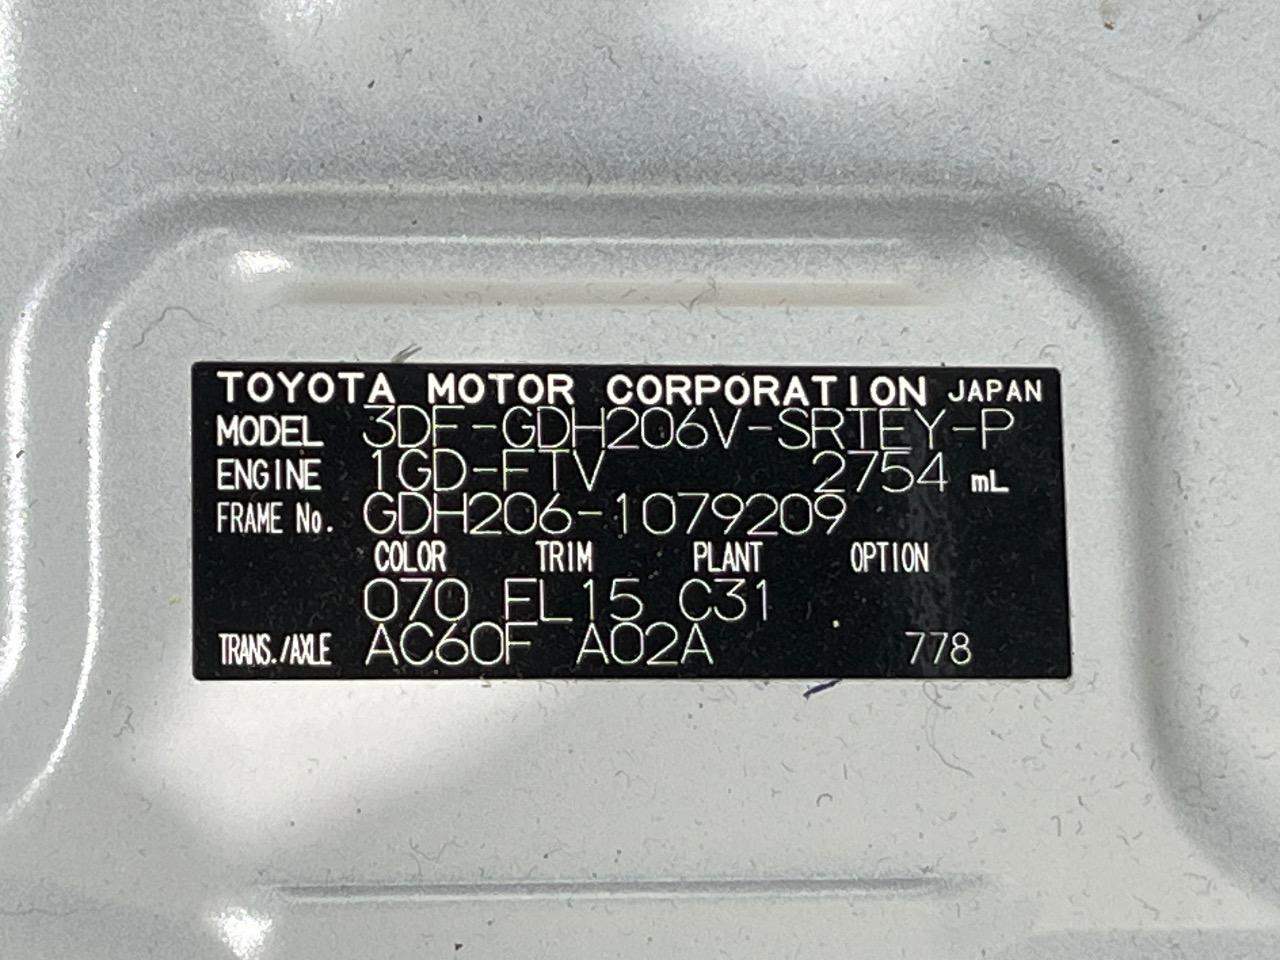 TOYOTA MOTOR CORPORATION JAPAN
MODEL 3DF-GDH206V-SRTEY-P
ENGINE 1GD-FTV 2754 mL
FRAME No. GDH206-1079209
COLOR TRIM PLANT OPTION
070 FL15 C31
TRANS./AXLE AC60F A02A 778